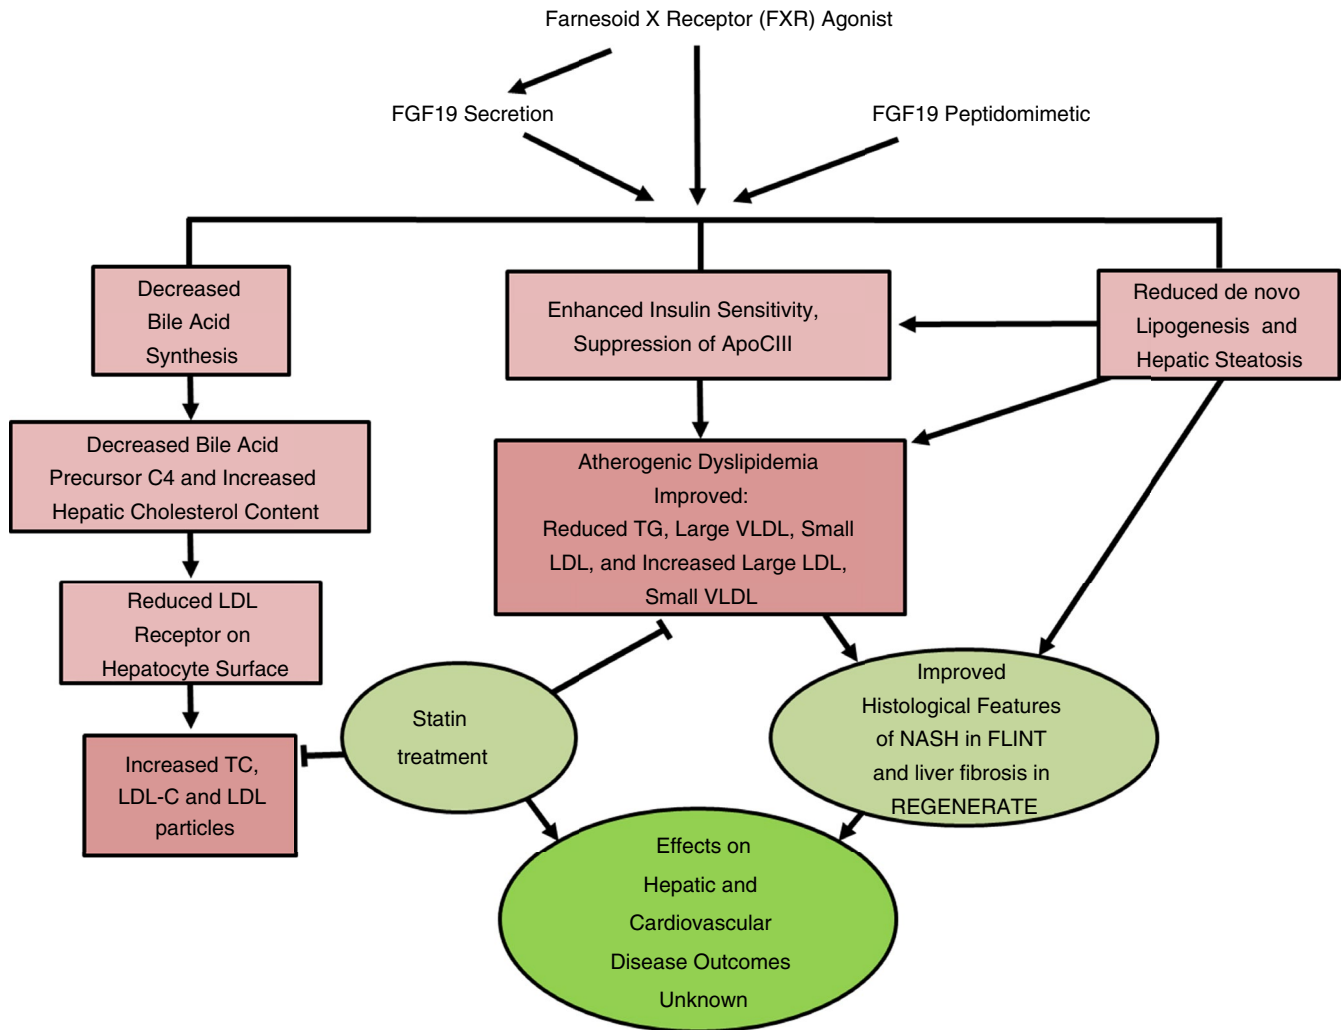 Farnesoid X Receptor (FXR) Agonist
FGF19 Secretion
FGF19 Peptidomimetic
Decreased
Bile Acid
Synthesis
Enhanced Insulin Sensitivity,
Suppression of ApoCIII
Reduced de novo
Lipogenesis and
Hepatic Steatosis
Decreased Bile Acid
Precursor C4 and Increased
Hepatic Cholesterol Content
Atherogenic Dyslipidemia
Improved:
Reduced TG, Large VLDL, Small
LDL, and Increased Large LDL,
Small VLDL
Reduced LDL
Receptor on
Hepatocyte Surface
Statin
treatment
Improved
Histological Features
of NASH in FLINT
and liver fibrosis in
REGENERATE
Increased TC,
LDL-C and LDL
particles
Effects on
Hepatic and
Cardiovascular
Disease Outcomes
Unknown